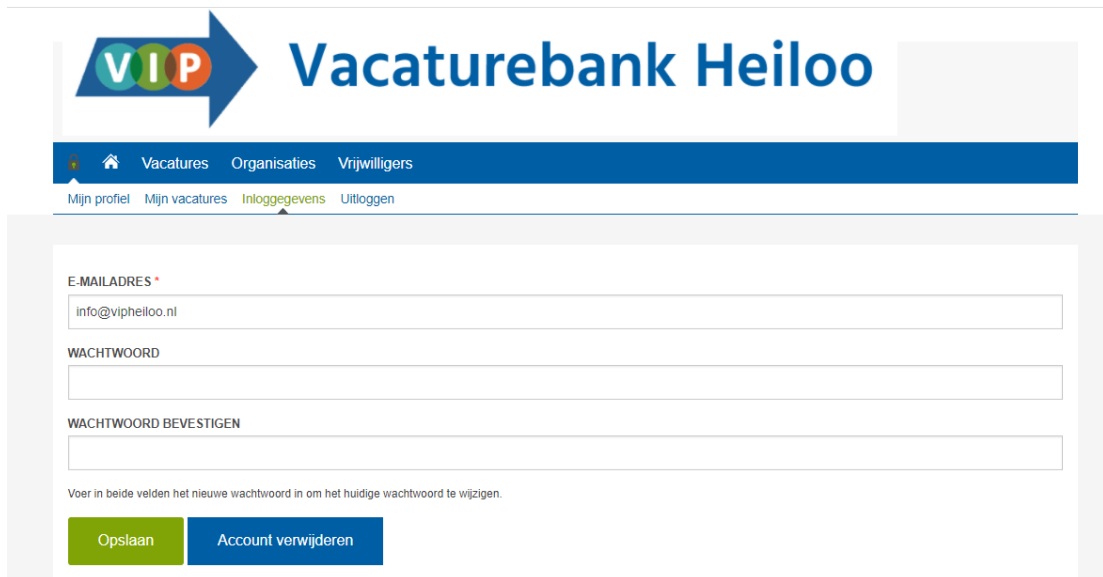 VIP Vacaturebank Heiloo
Vacatures Organisaties Vrijwilligers
Mijn profiel Mijn vacatures Inloggegevens Uitloggen
E-MAILADRES *
info@vipheiloo.nl
WACHTWOORD
WACHTWOORD BEVESTIGEN
Voer in beide velden het nieuwe wachtwoord in om het huidige wachtwoord te wijzigen.
Opslaan Account verwijderen